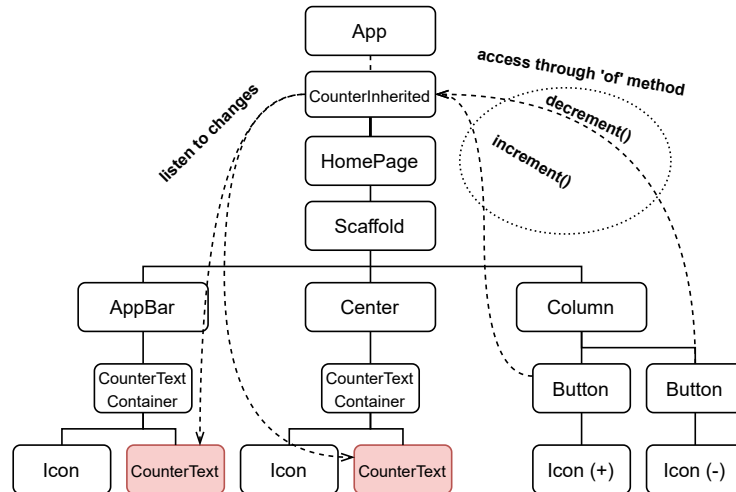 App
access through 'of' method
CounterInherited
decrement()
listen to changes
increment()
HomePage
Scaffold
AppBar
Center
Column
CounterText
Container
CounterText
Container
Button
Button
Icon
CounterText
Icon
CounterText
Icon (+)
Icon (-)